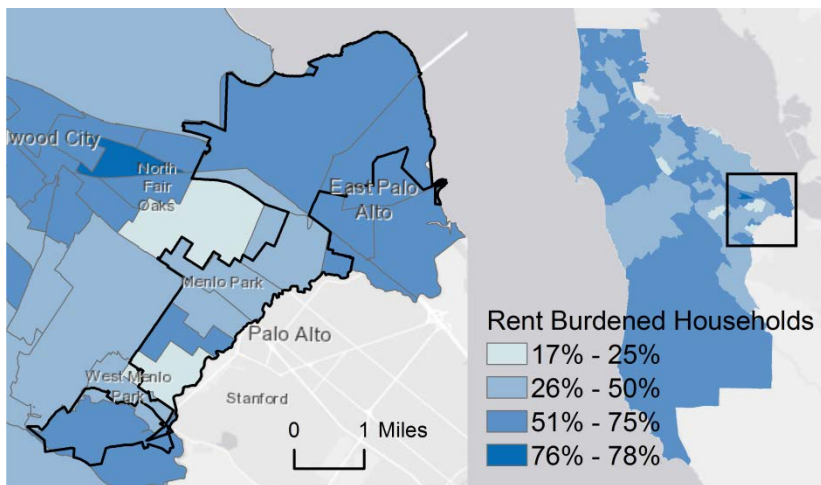 lwood City
North
Fair
Oaks
East Palo
Alto
Menlo Park
Palo Alto
West Menlo
Park
Stanford
0 1 Miles
Rent Burdened Households
17% - 25%
26% - 50%
51% - 75%
76% - 78%